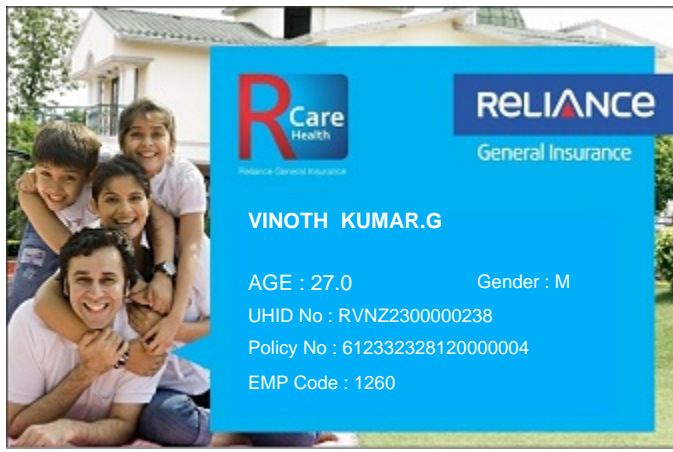 R Care
Health
Reliance General Insurance
RELIANCE
General Insurance
VINOTH KUMAR.G
AGE : 27.0 Gender : M
UHID No : RVNZ2300000238
Policy No : 612332328120000004
EMP Code : 1260